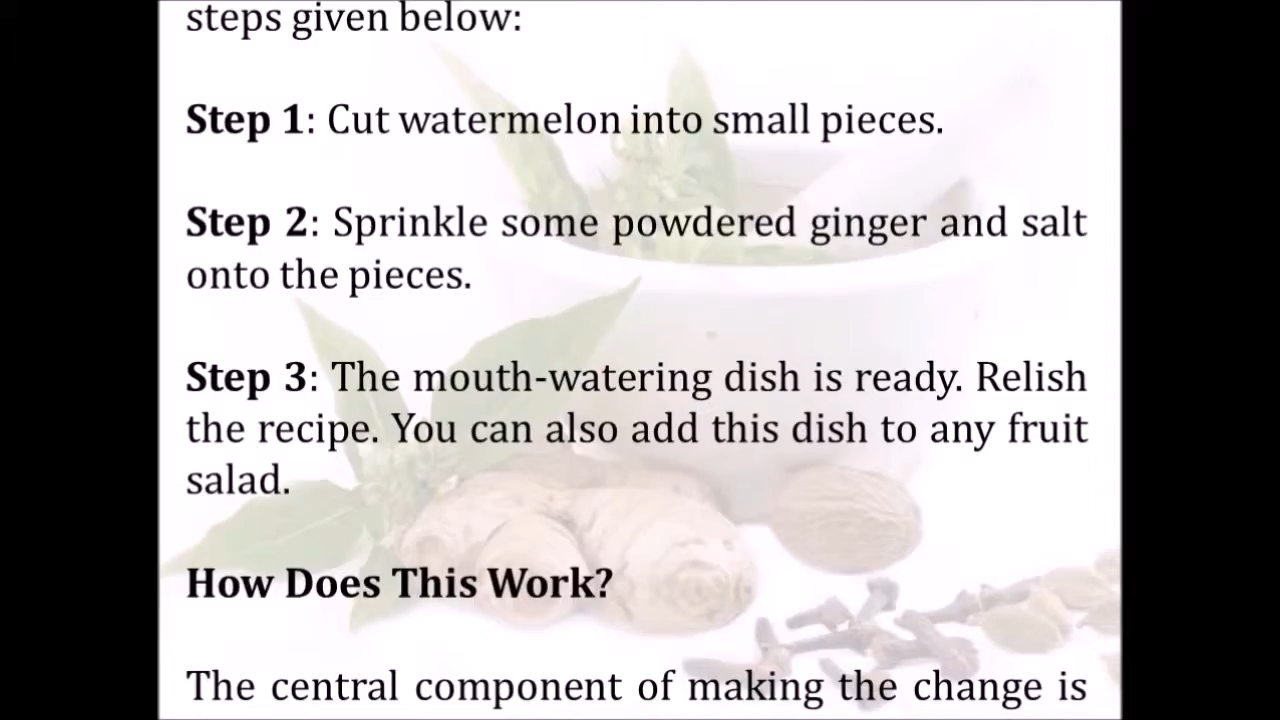 steps given below:
Step 1: Cut watermelon into small pieces.
Step 2: Sprinkle some powdered ginger and salt
onto the pieces.
Step 3: The mouth-watering dish is ready. Relish
the recipe. You can also add this dish to any fruit
salad.
How Does This Work?
The central component of making the change is